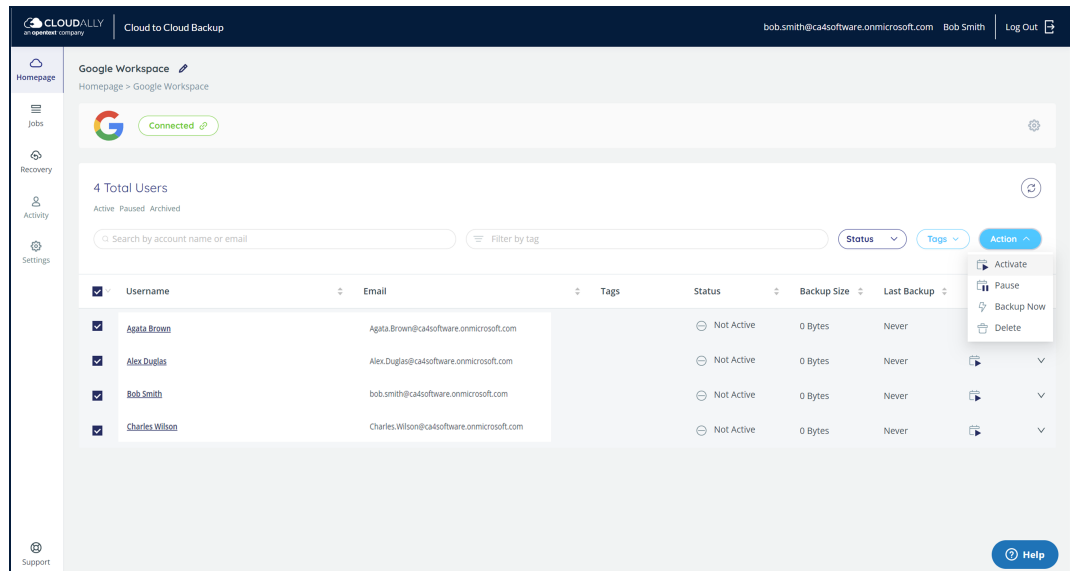 CLOUDALLY
an opentext company
Cloud to Cloud Backup
bob.smith@ca4software.onmicrosoft.com Bob Smith Log Out
Homepage
Jobs
Recovery
Activity
Settings
Support
Google Workspace
Homepage > Google Workspace
Connected
4 Total Users
Active Paused Archived
Search by account name or email
Filter by tag
Status
Tags
Action
Activate
Pause
Backup Now
Delete
Username Email Tags Status Backup Size Last Backup
Agata Brown Agata.Brown@ca4software.onmicrosoft.com Not Active 0 Bytes Never
Alex Duglas Alex.Duglas@ca4software.onmicrosoft.com Not Active 0 Bytes Never
Bob Smith bob.smith@ca4software.onmicrosoft.com Not Active 0 Bytes Never
Charles Wilson Charles.Wilson@ca4software.onmicrosoft.com Not Active 0 Bytes Never
Help